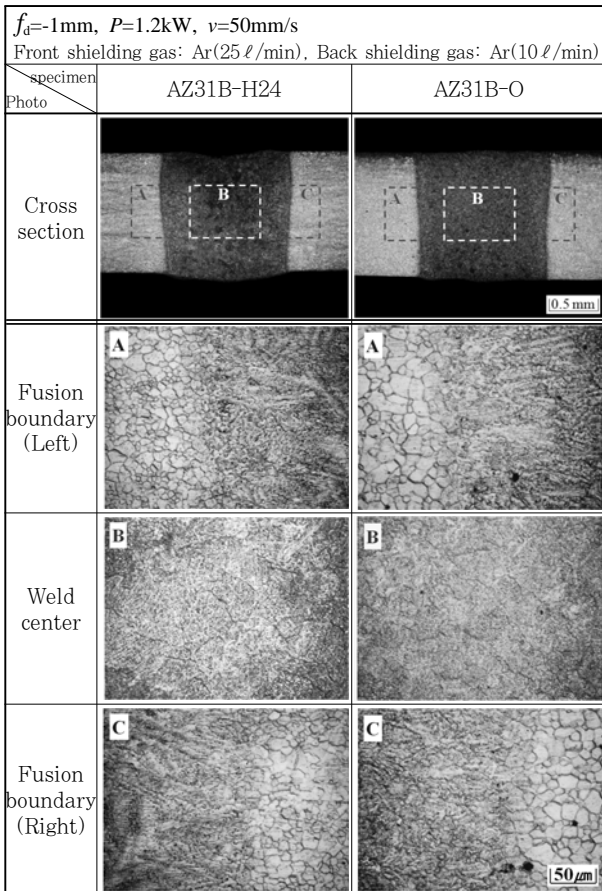 f_d=-1mm, P=1.2kW, v=50mm/s
Front shielding gas: Ar(25ℓ/min), Back shielding gas: Ar(10ℓ/min)
specimen
Photo
AZ31B-H24
AZ31B-O
Cross
section
A
B
C
A
B
C
0.5 mm
Fusion
boundary
(Left)
A
A
Weld
center
B
B
Fusion
boundary
(Right)
C
C
50㎛